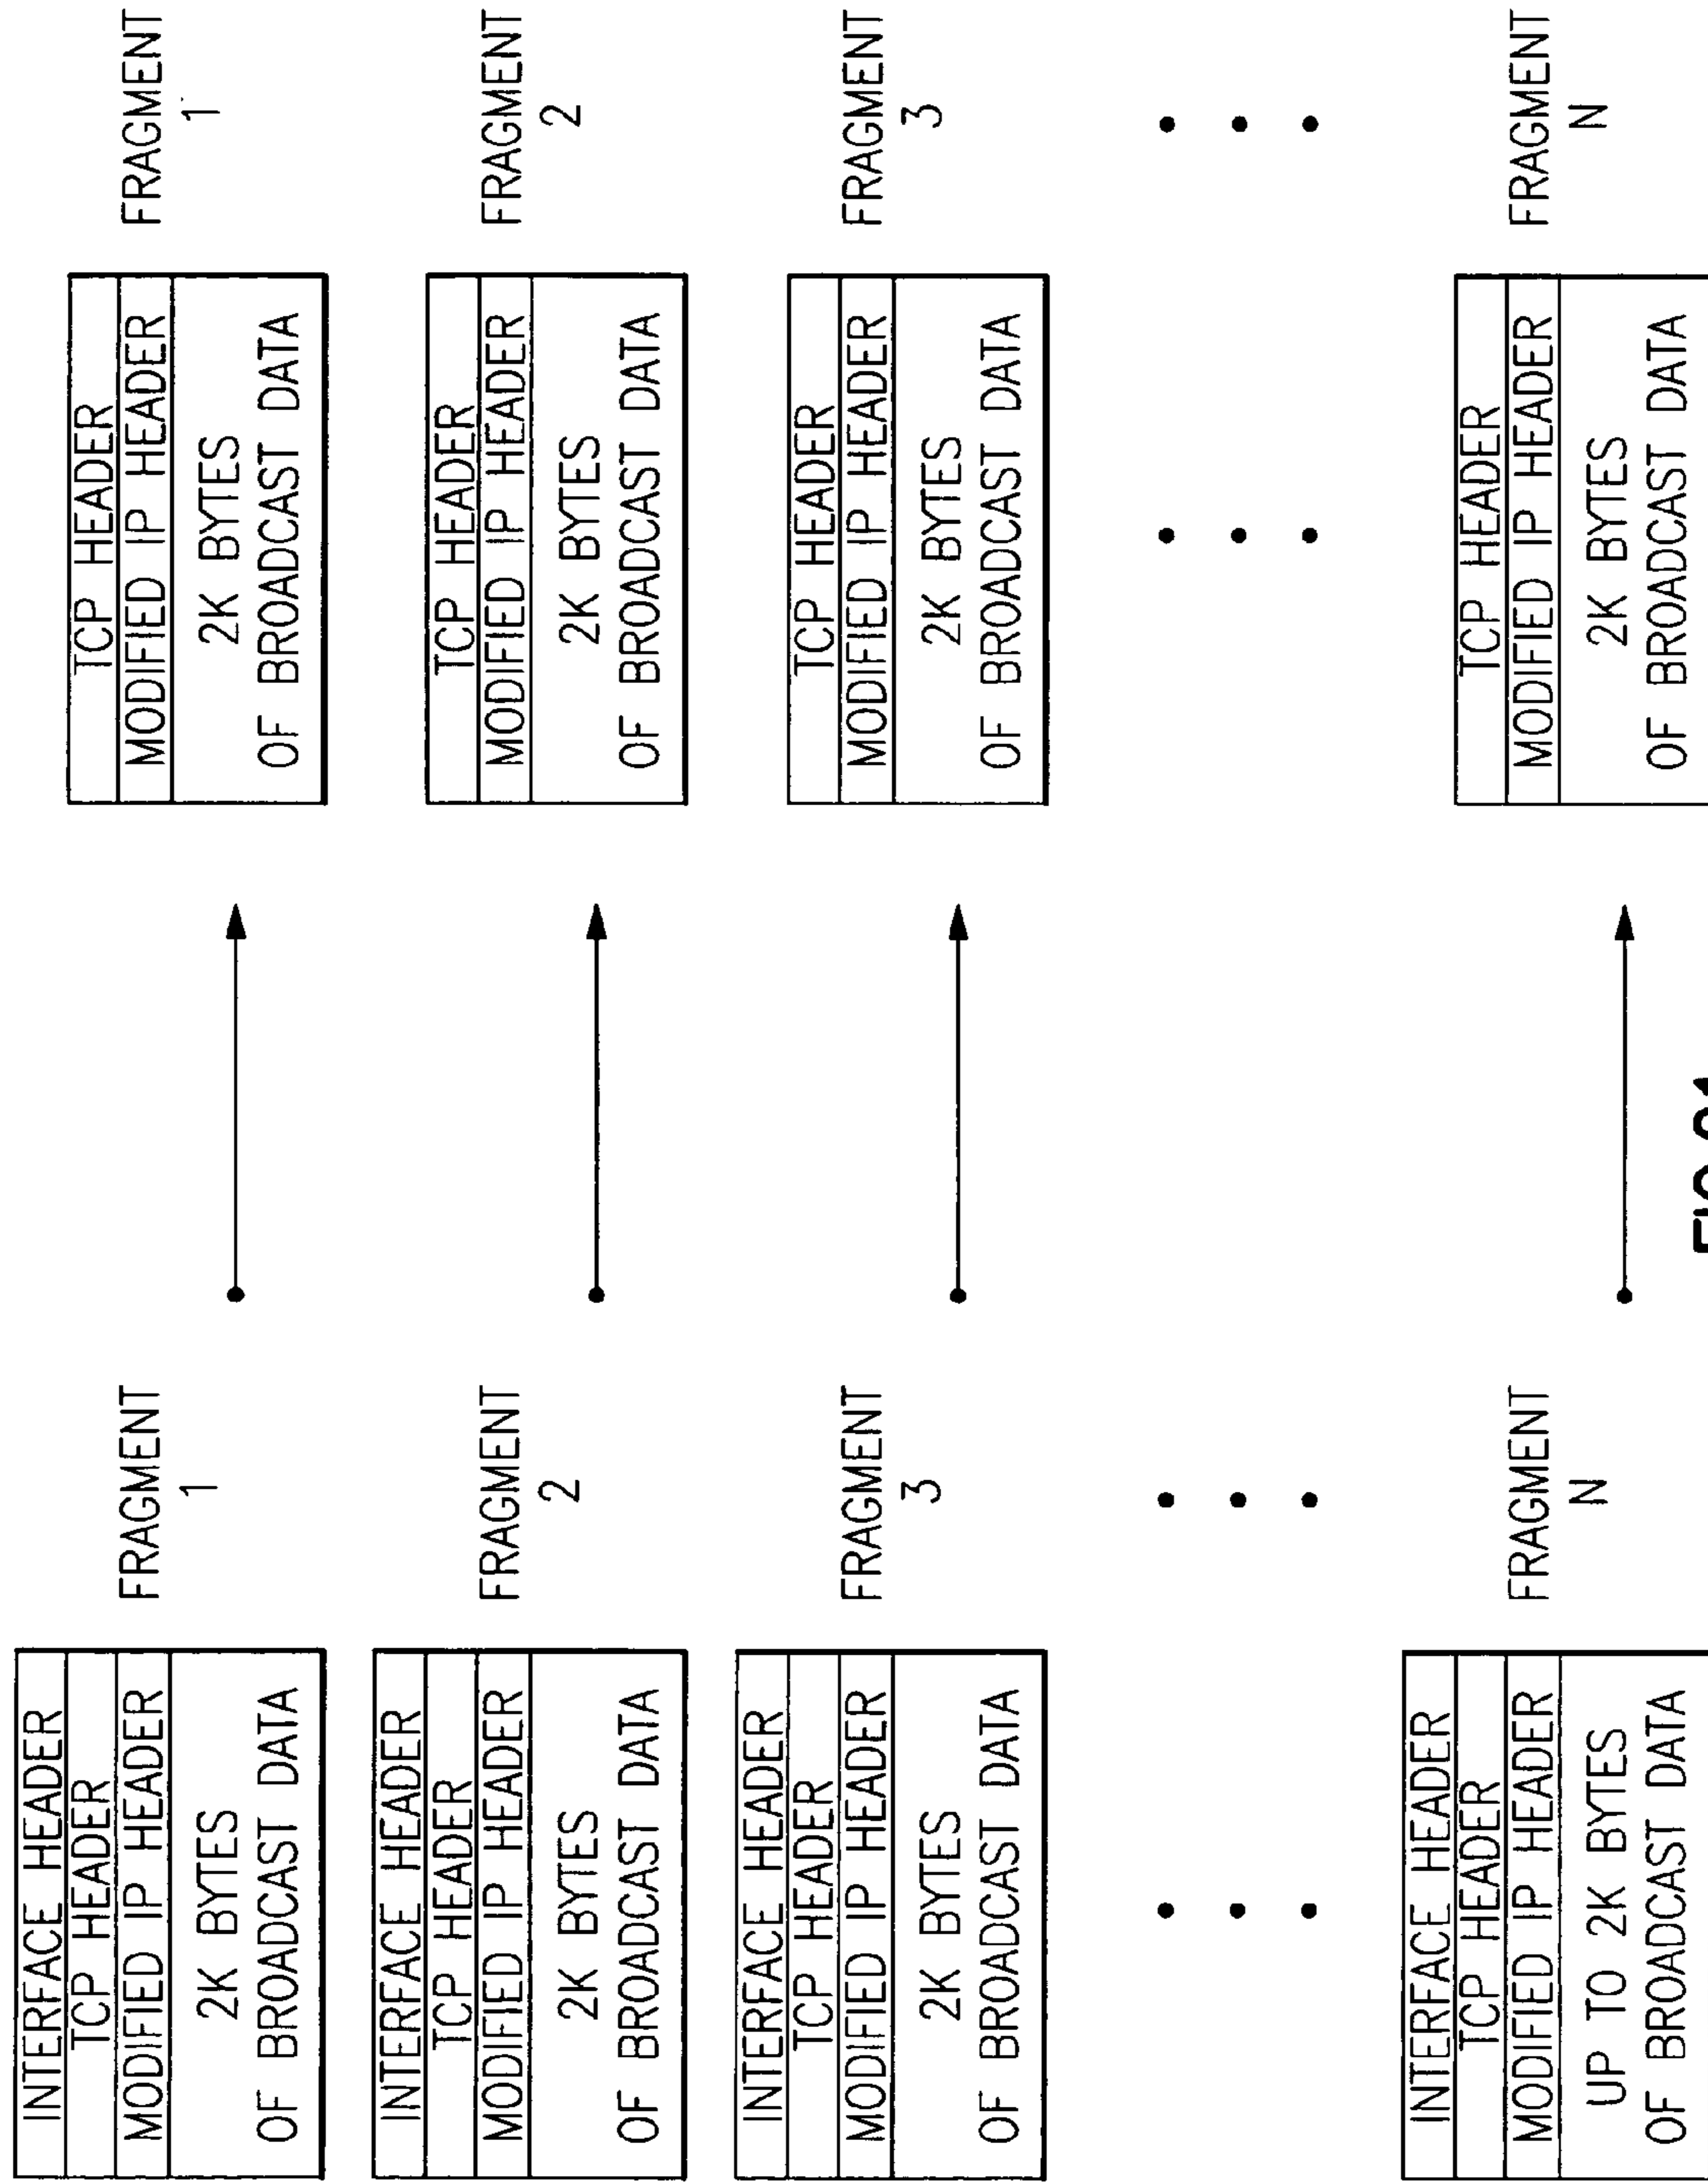 INTERFACE HEADER
TCP HEADER
MODIFIED IP HEADER
2K BYTES
OF BROADCAST DATA
FRAGMENT
1
TCP HEADER
MODIFIED IP HEADER
2K BYTES
OF BROADCAST DATA
FRAGMENT
1
INTERFACE HEADER
TCP HEADER
MODIFIED IP HEADER
2K BYTES
OF BROADCAST DATA
FRAGMENT
2
TCP HEADER
MODIFIED IP HEADER
2K BYTES
OF BROADCAST DATA
FRAGMENT
2
INTERFACE HEADER
TCP HEADER
MODIFIED IP HEADER
2K BYTES
OF BROADCAST DATA
FRAGMENT
3
TCP HEADER
MODIFIED IP HEADER
2K BYTES
OF BROADCAST DATA
FRAGMENT
3
INTERFACE HEADER
TCP HEADER
MODIFIED IP HEADER
UP TO 2K BYTES
OF BROADCAST DATA
FRAGMENT
N
TCP HEADER
MODIFIED IP HEADER
2K BYTES
OF BROADCAST DATA
FRAGMENT
N